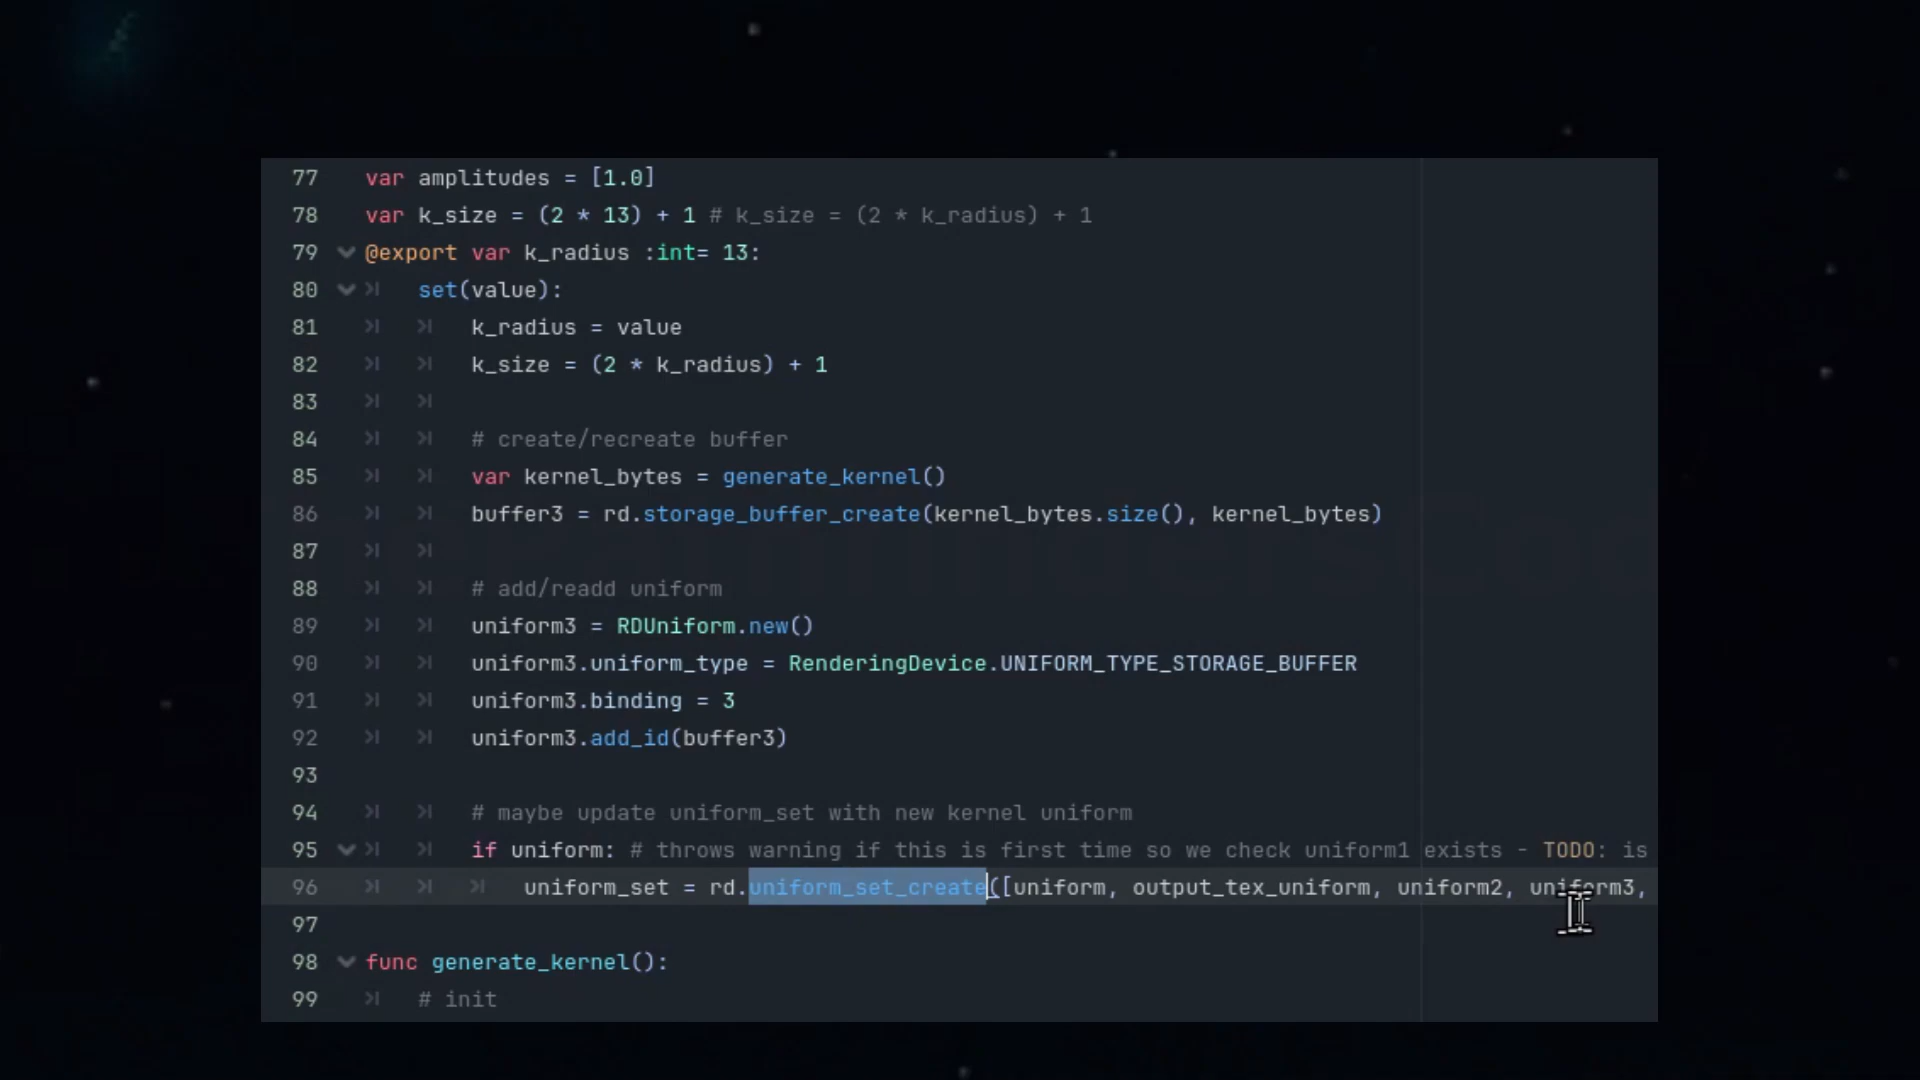 77 var amplitudes = [1.0]
78 var k_size = (2 * 13) + 1 # k_size = (2 * k_radius) + 1
79 @export var k_radius :int= 13:
80 set(value):
81 k_radius = value
82 k_size = (2 * k_radius) + 1
83
84 # create/recreate buffer
85 var kernel_bytes = generate_kernel()
86 buffer3 = rd.storage_buffer_create(kernel_bytes.size(), kernel_bytes)
87
88 # add/readd uniform
89 uniform3 = RDUniform.new()
90 uniform3.uniform_type = RenderingDevice.UNIFORM_TYPE_STORAGE_BUFFER
91 uniform3.binding = 3
92 uniform3.add_id(buffer3)
93
94 # maybe update uniform_set with new kernel uniform
95 if uniform: # throws warning if this is first time so we check uniform1 exists - TODO: is
96 uniform_set = rd.uniform_set_create([uniform, output_tex_uniform, uniform2, uniform3,
97
98 func generate_kernel():
99 # init